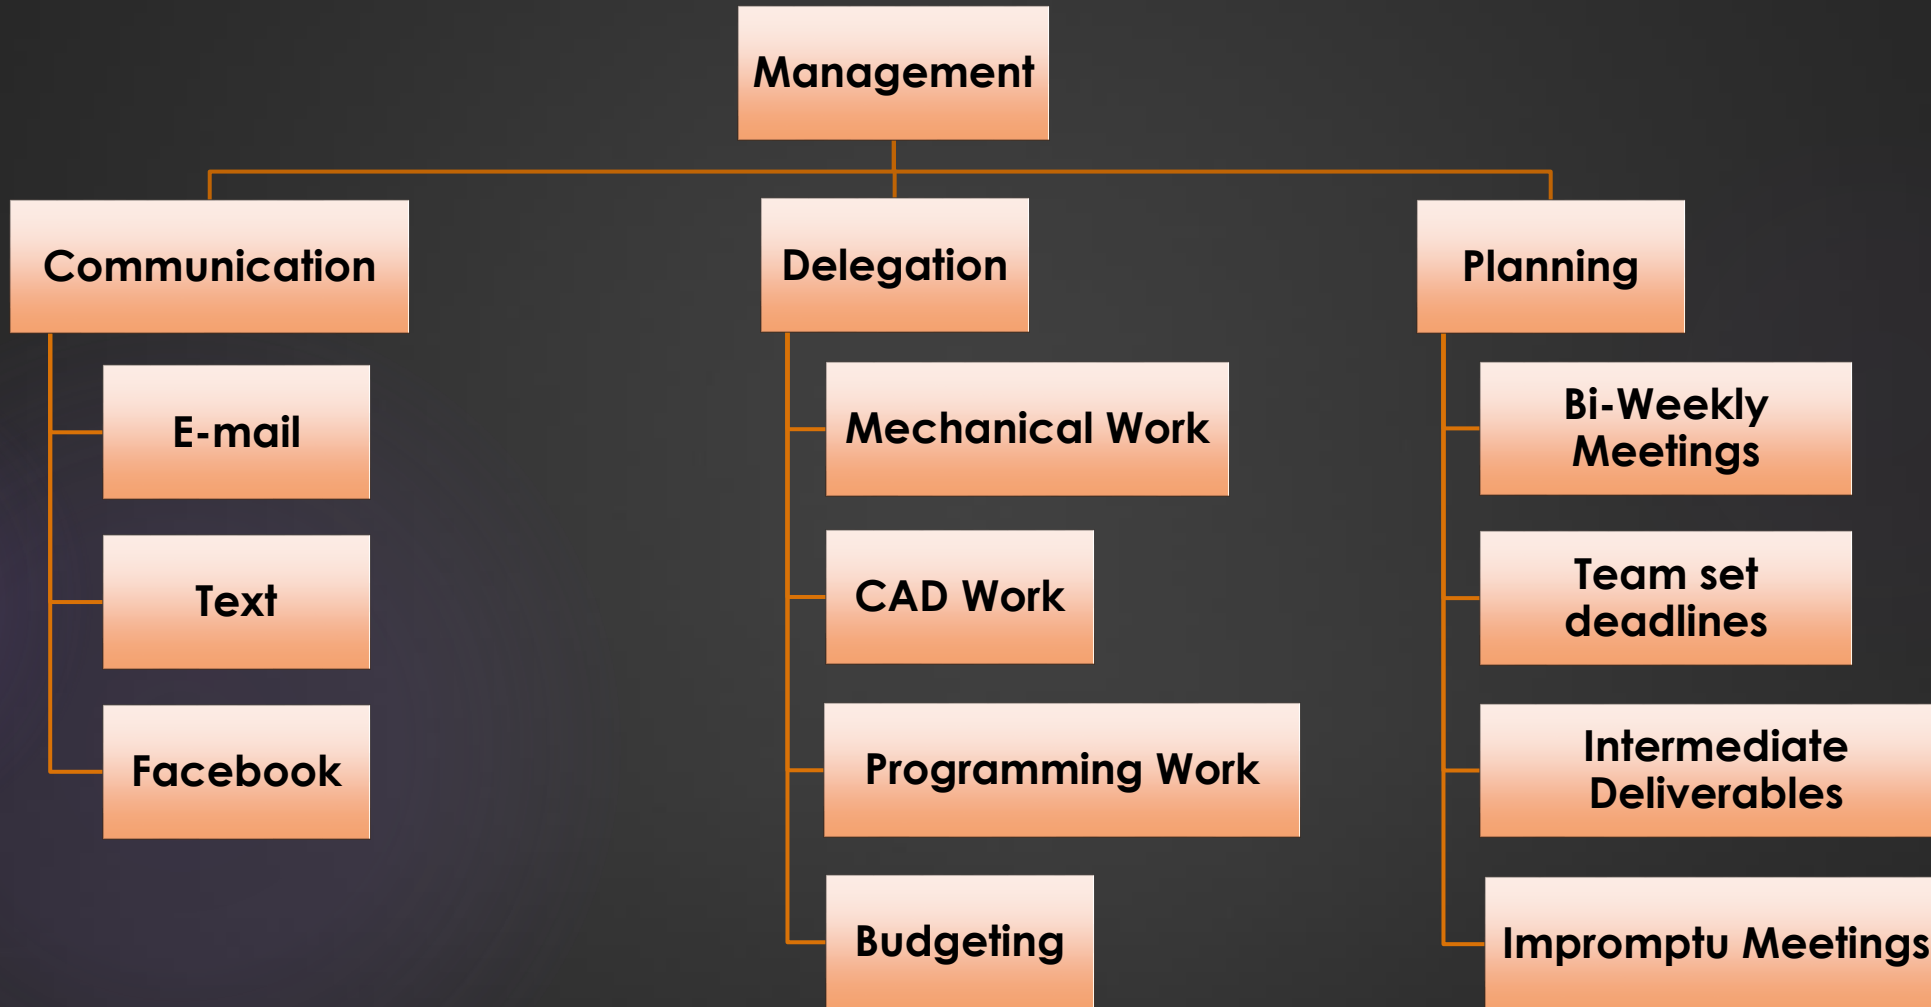 Management
Communication
Delegation
Planning
E-mail
Text
Facebook
Mechanical Work
CAD Work
Programming Work
Budgeting
Bi-Weekly
Meetings
Team set
deadlines
Intermediate
Deliverables
Impromptu Meetings